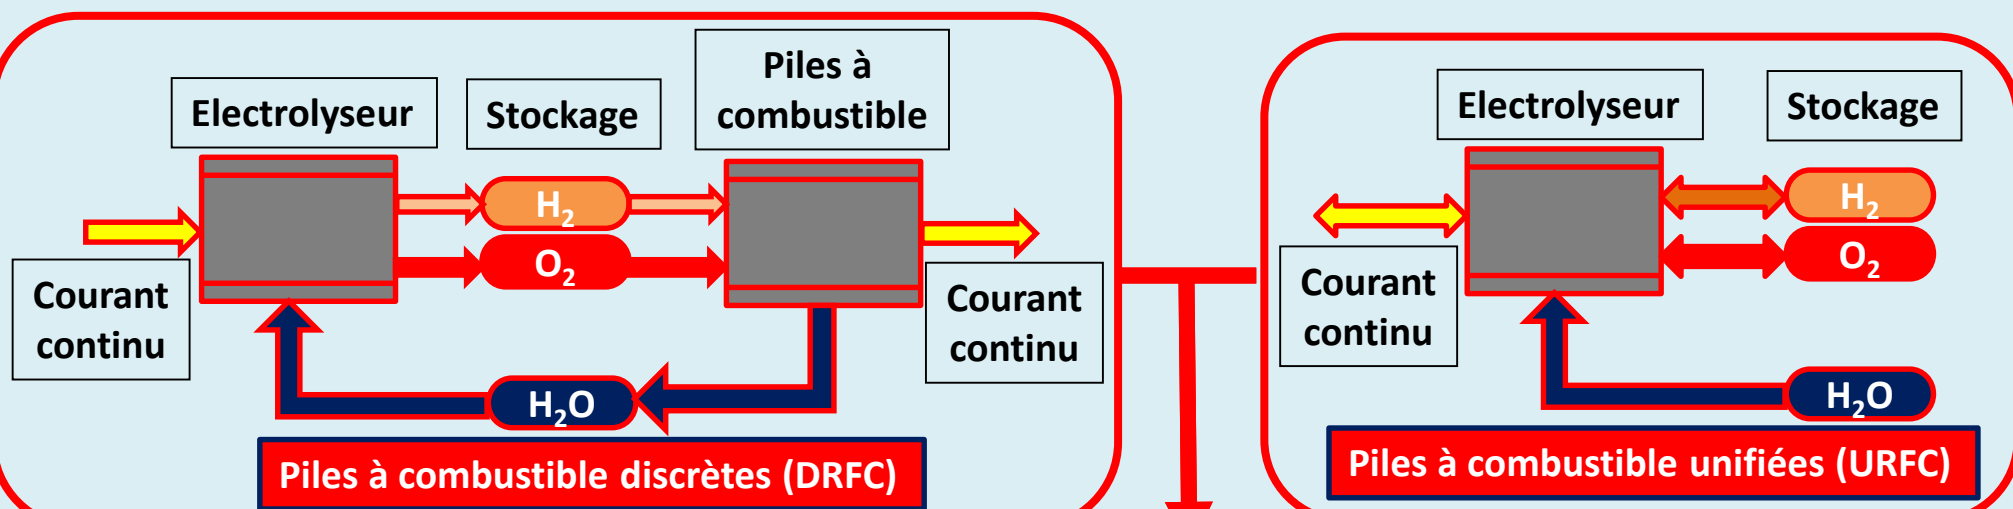 Electrolyseur
Stockage
Piles à
combustible
H₂
O₂
Courant
continu
Courant
continu
H₂O
Piles à combustible discrètes (DRFC)
Electrolyseur
Stockage
H₂
O₂
Courant
continu
H₂O
Piles à combustible unifiées (URFC)